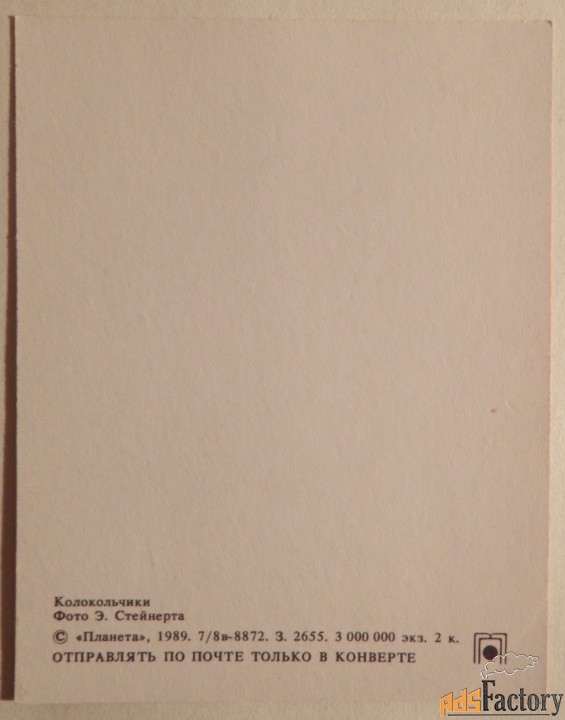 Колокольчики
Фото Э. Стейнерта
© «Планета», 1989. 7/8в-8872. З. 2655. 3 000 000 экз. 2 к.
ОТПРАВЛЯТЬ ПО ПОЧТЕ ТОЛЬКО В КОНВЕРТЕ
AdsFactory